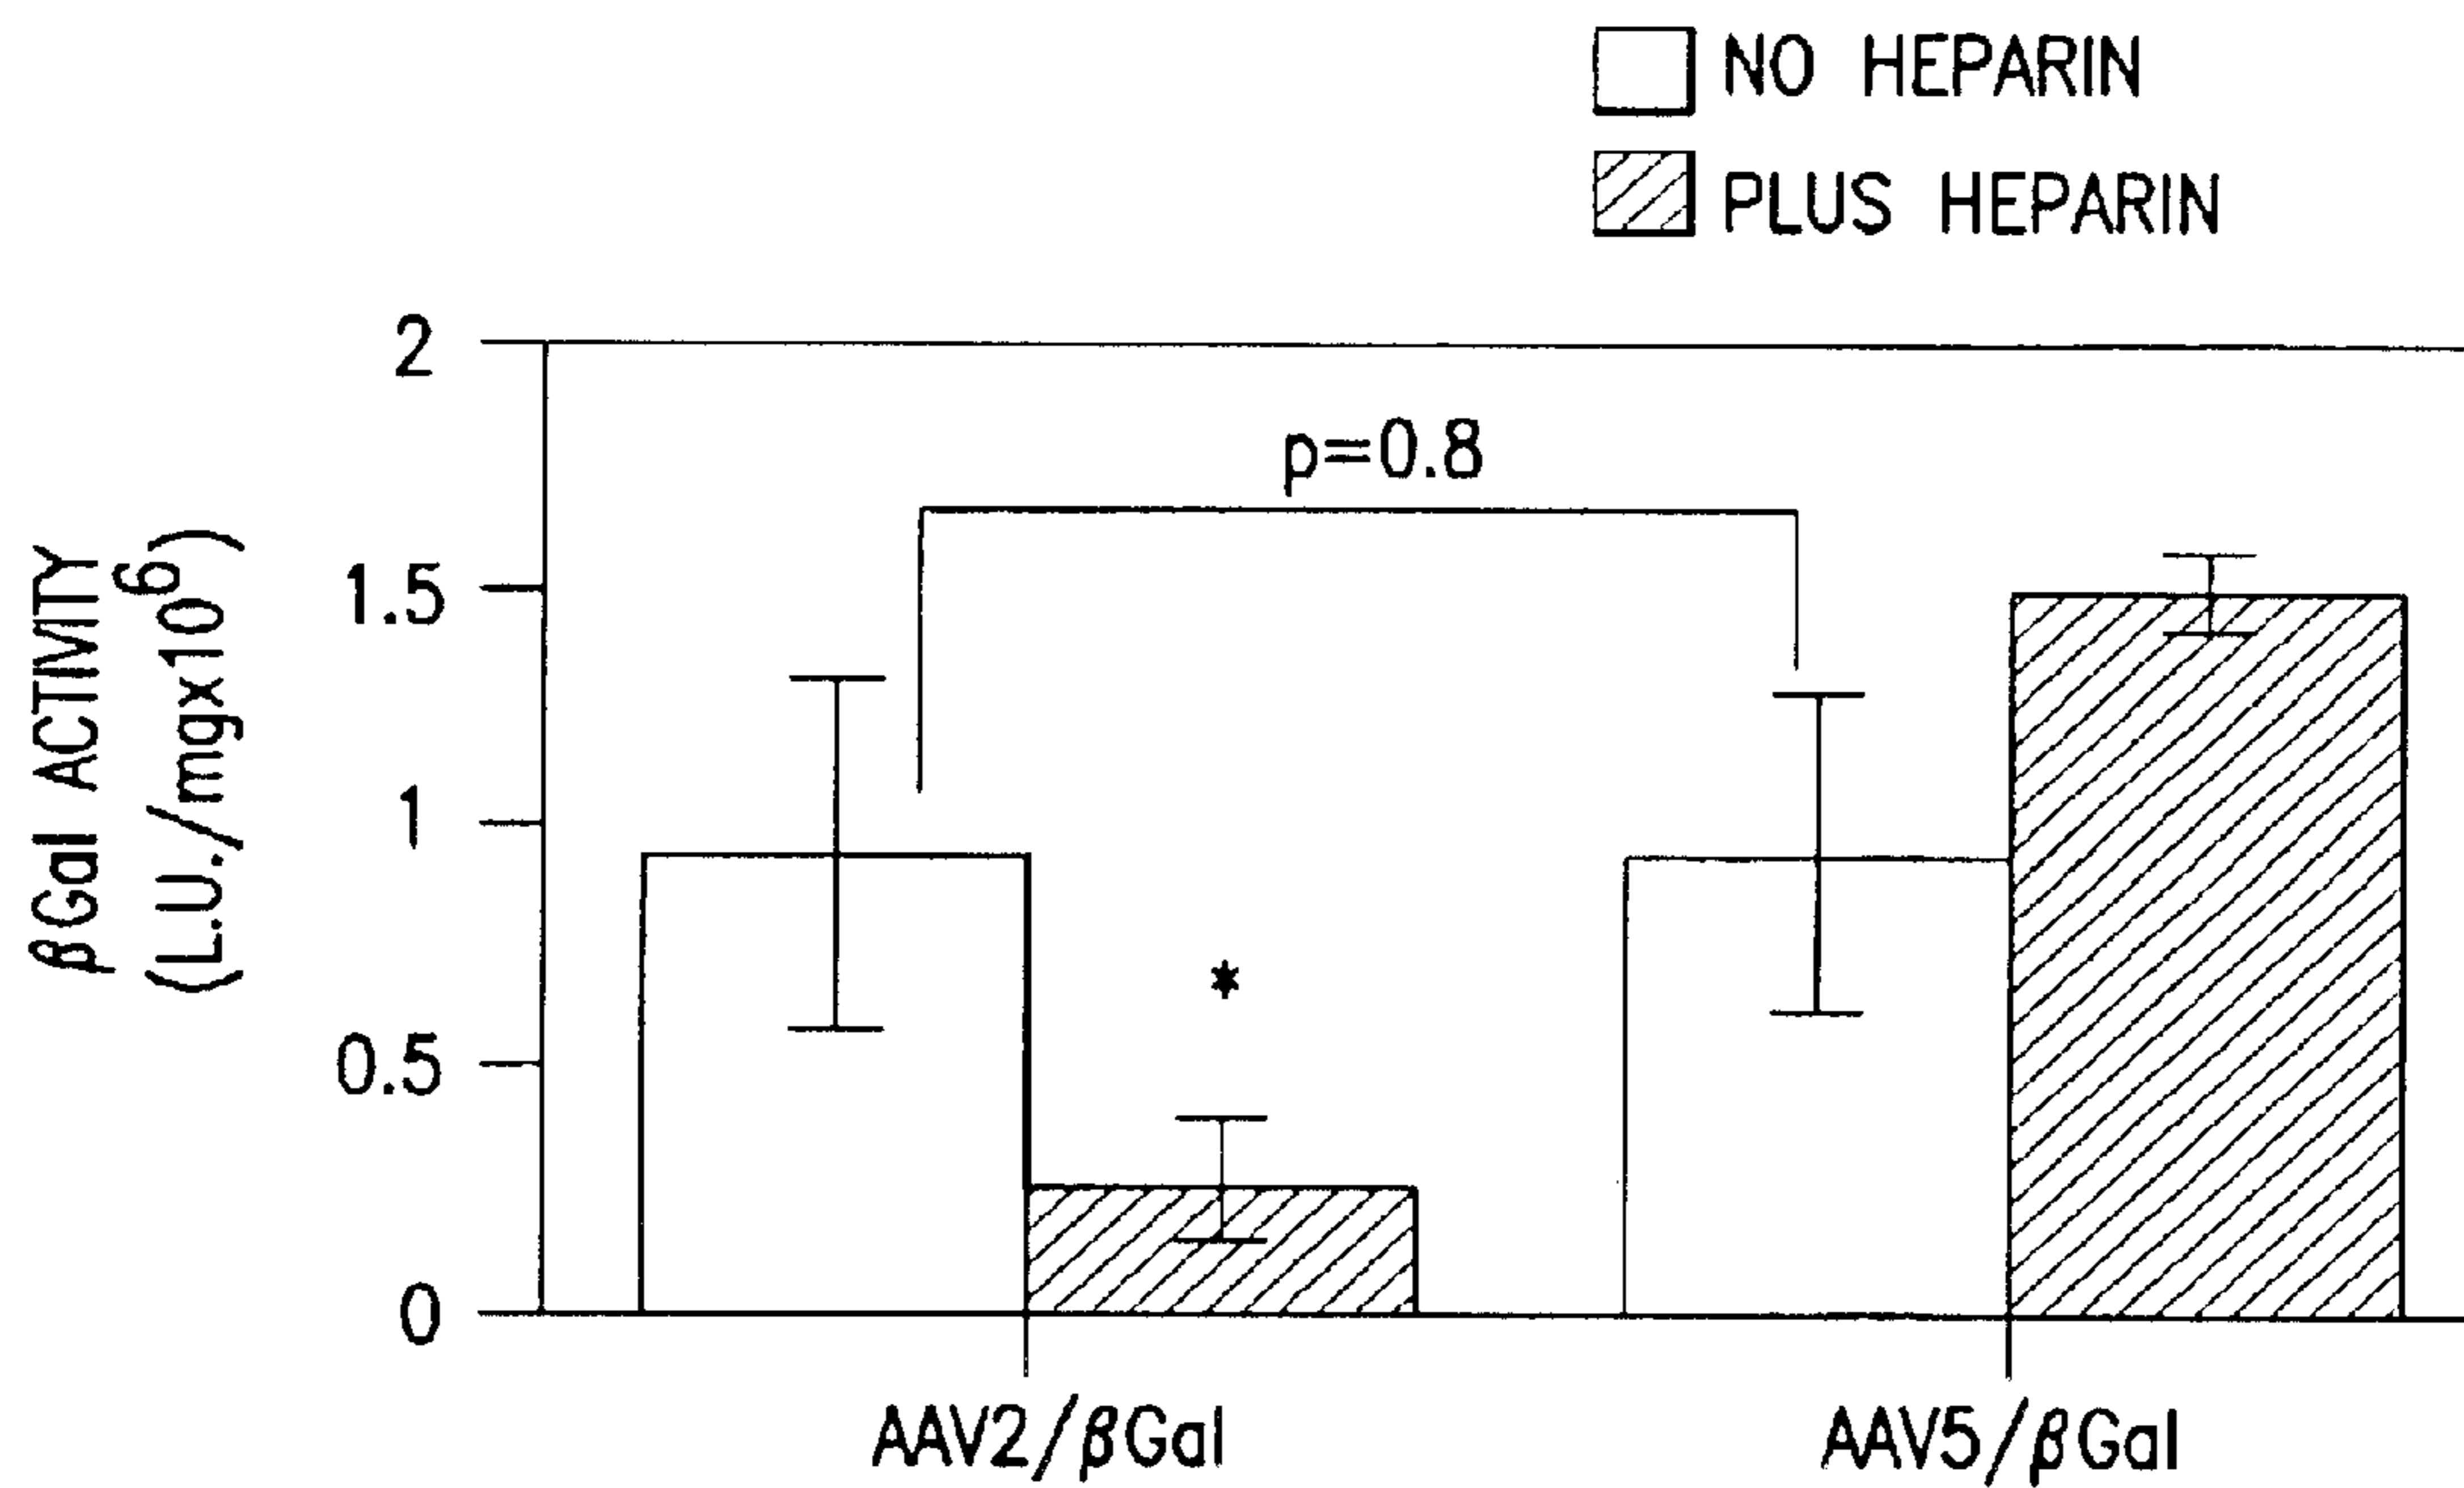 NO HEPARIN
PLUS HEPARIN
2
p=0.8
1.5
1
0.5
0
βGal ACTIVITY
(L.U./mgx10⁶)
*
AAV2/βGal
AAV5/βGal